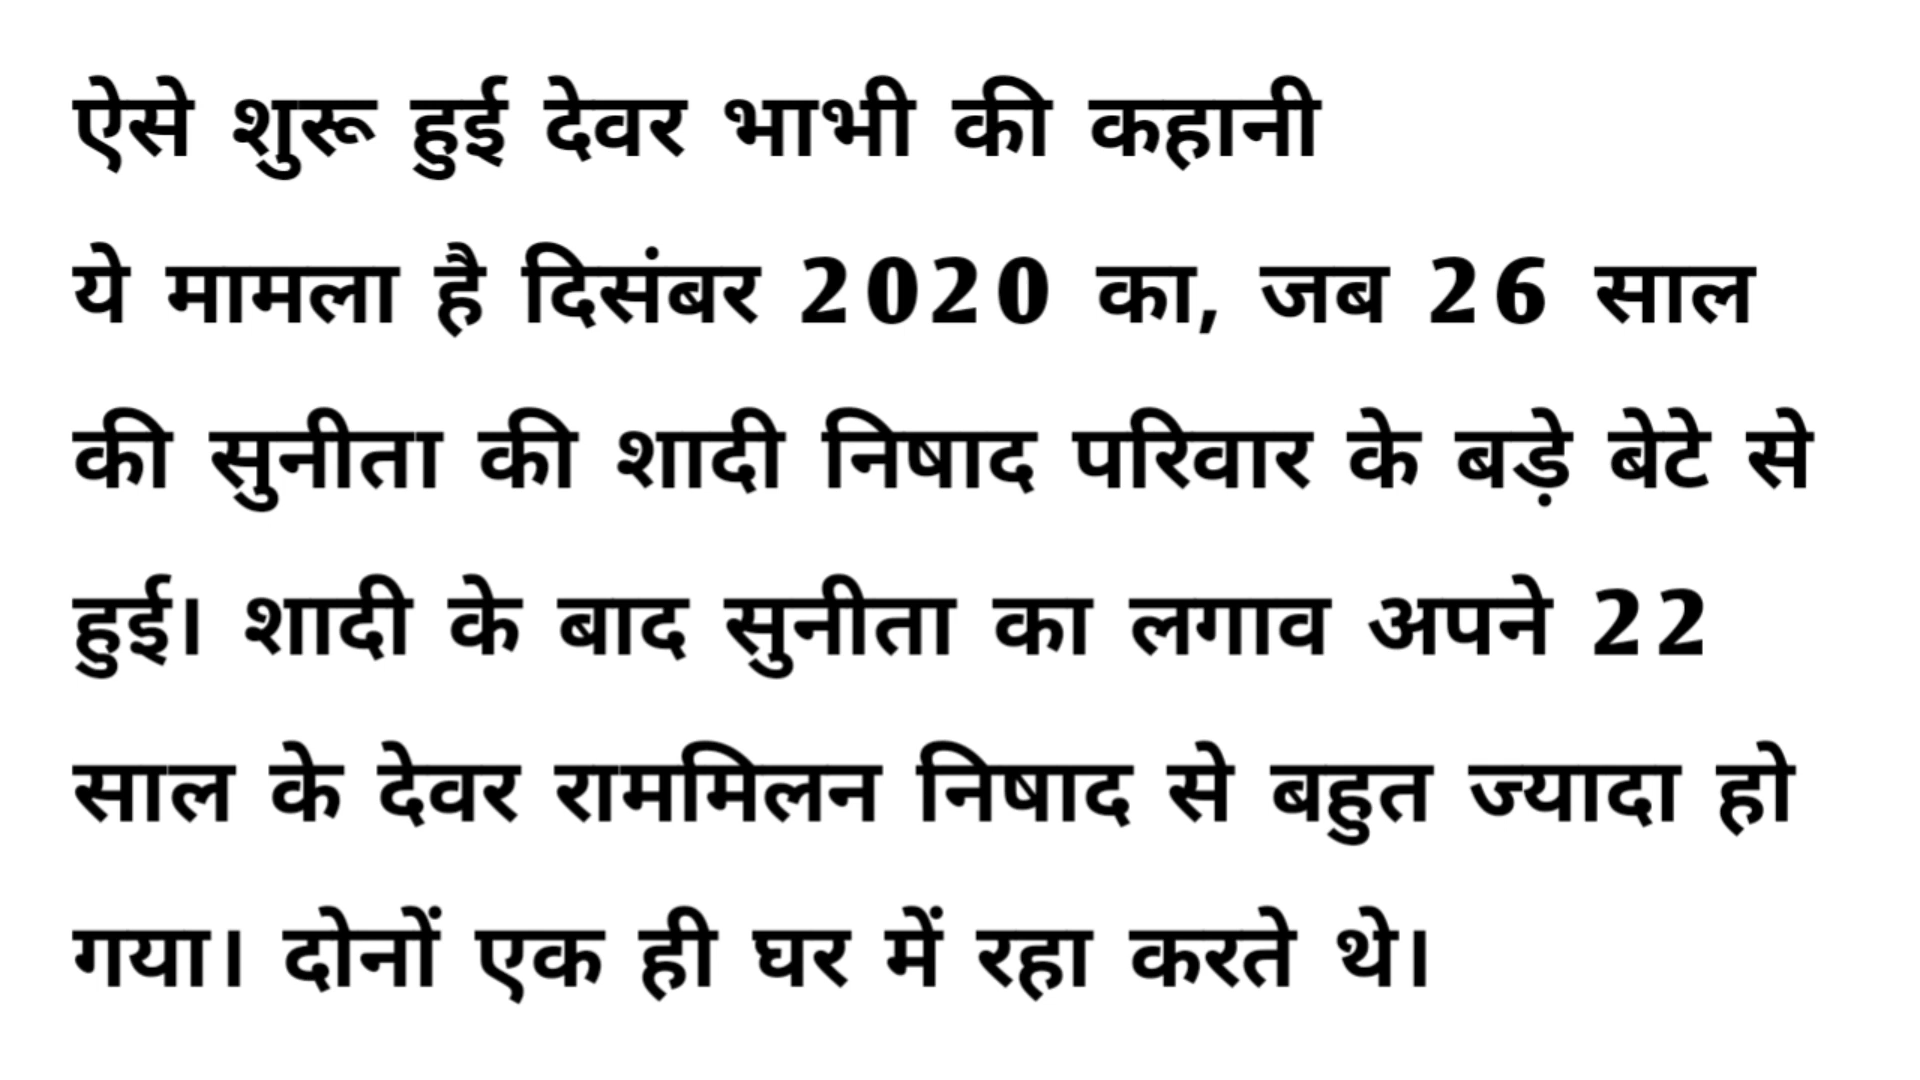 ऐसे शुरू हुई देवर भाभी की कहानी
ये मामला है दिसंबर 2020 का, जब 26 साल
की सुनीता की शादी निषाद परिवार के बड़े बेटे से
हुई। शादी के बाद सुनीता का लगाव अपने 22
साल के देवर राममिलन निषाद से बहुत ज्यादा हो
गया। दोनों एक ही घर में रहा करते थे।